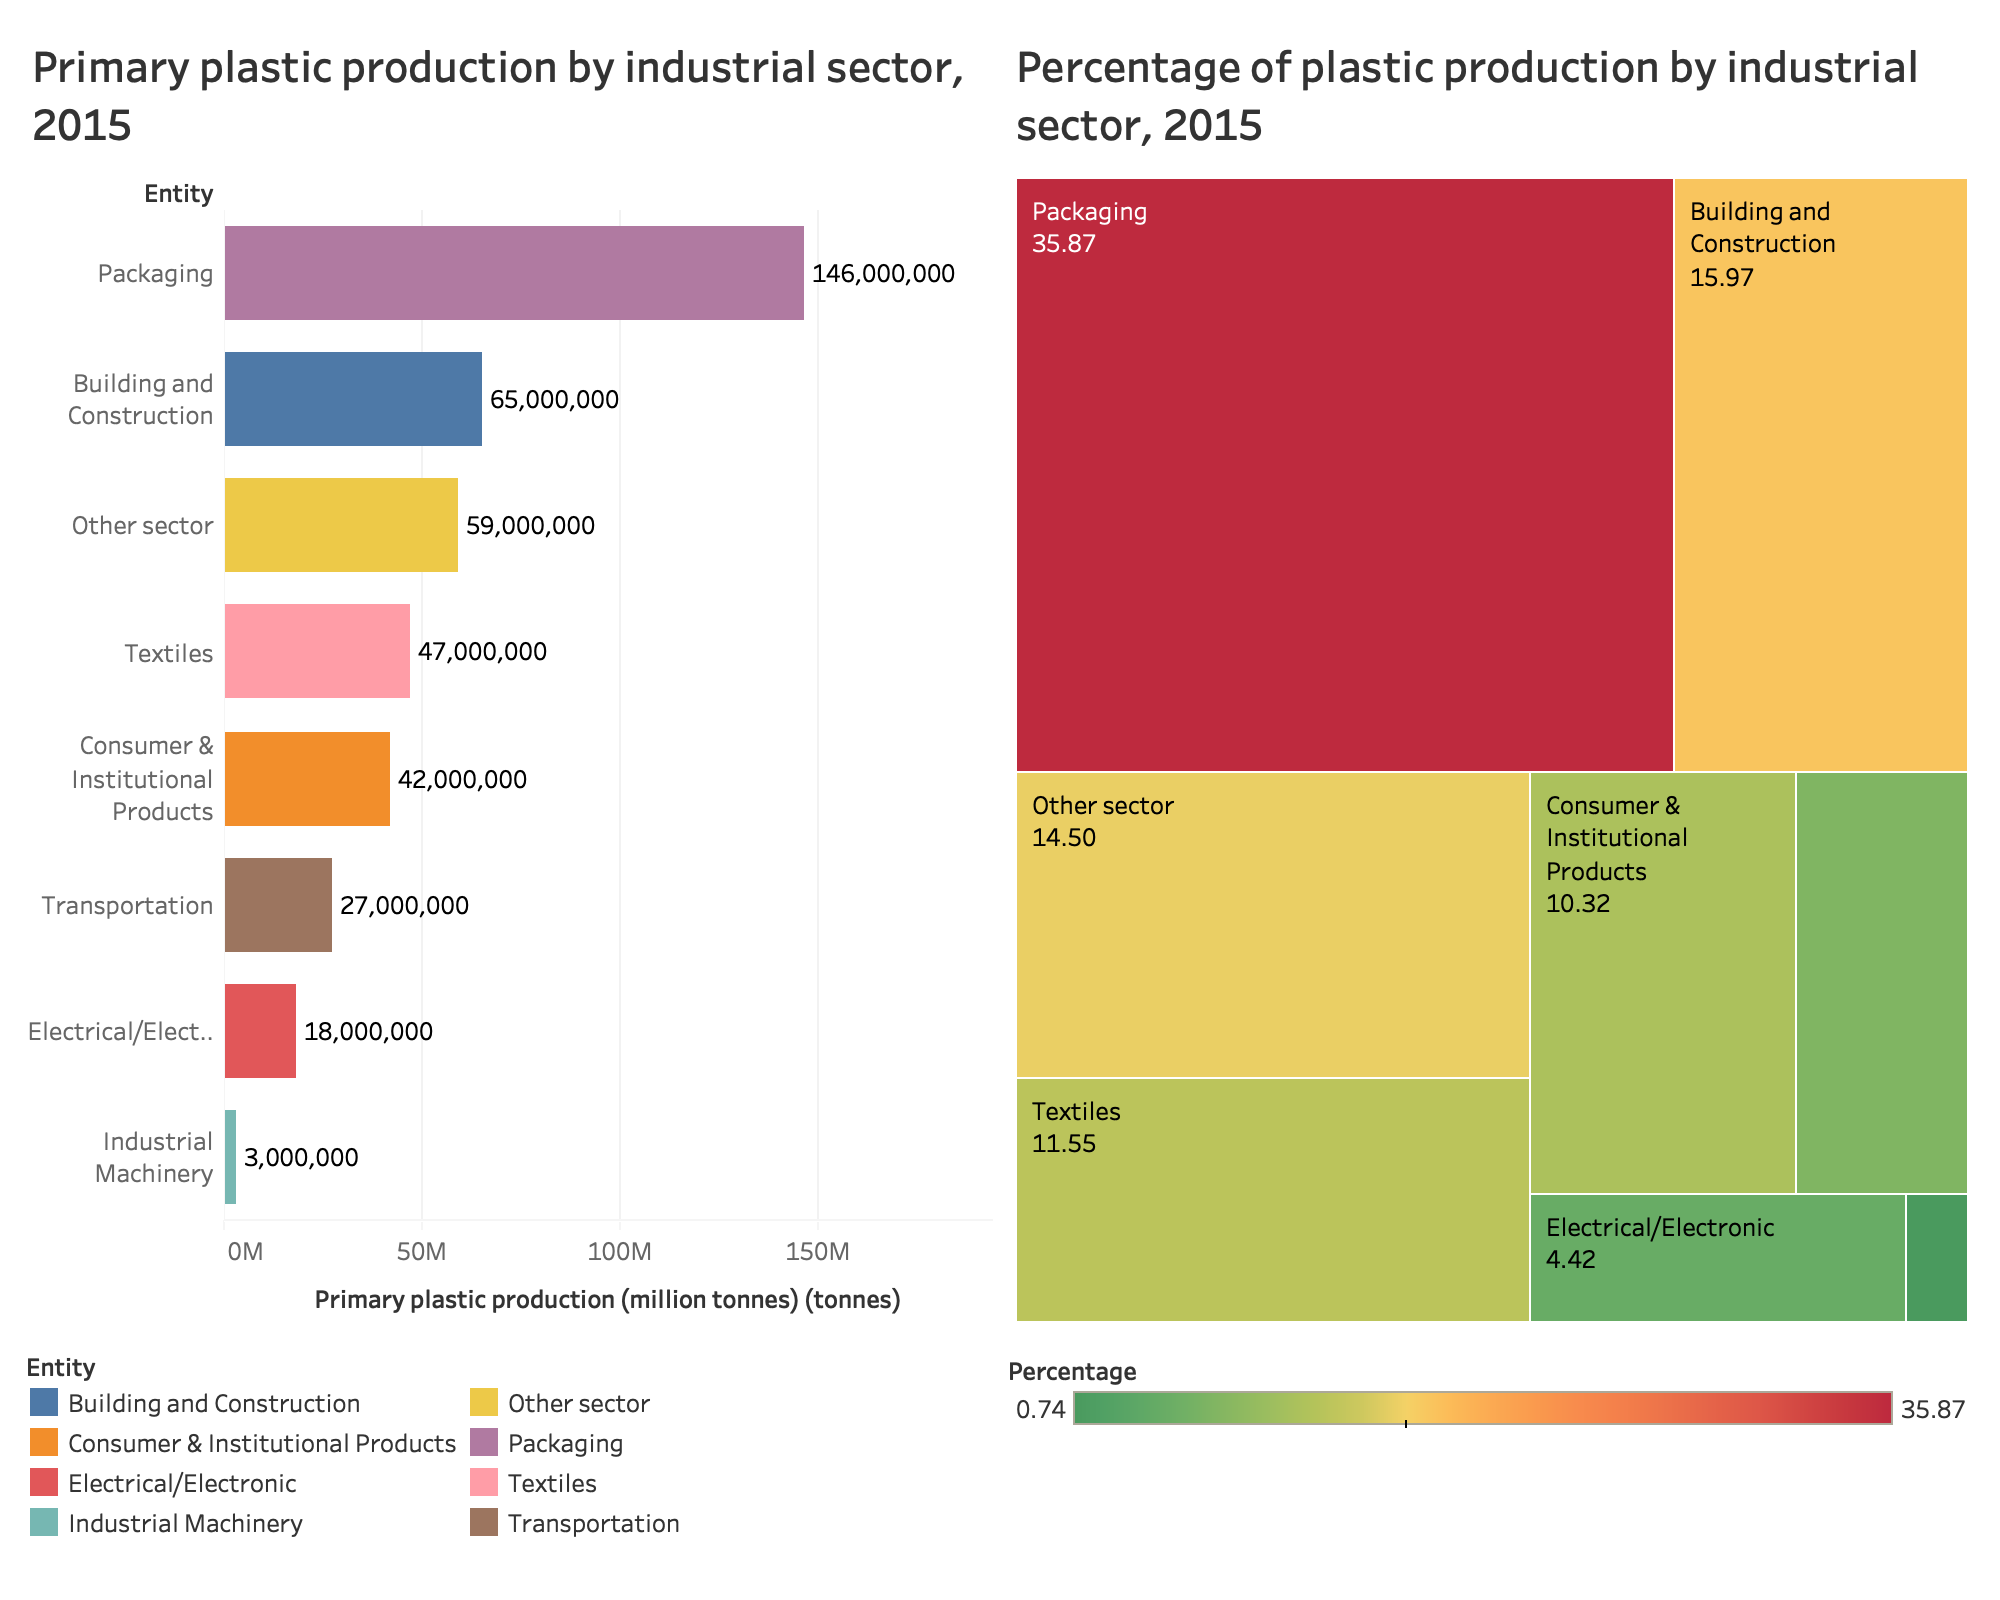 Primary plastic production by industrial sector,
2015
Entity
Packaging
146,000,000
Building and
Construction
65,000,000
Other sector
59,000,000
Textiles
47,000,000
Consumer &
Institutional
Products
42,000,000
Transportation
27,000,000
Electrical/Elect..
18,000,000
Industrial
Machinery
3,000,000
0M
50M
100M
150M
Primary plastic production (million tonnes) (tonnes)
Entity
Building and Construction
Consumer & Institutional Products
Electrical/Electronic
Industrial Machinery
Other sector
Packaging
Textiles
Transportation
Percentage of plastic production by industrial
sector, 2015
Packaging
35.87
Building and
Construction
15.97
Other sector
14.50
Consumer &
Institutional
Products
10.32
Textiles
11.55
Electrical/Electronic
4.42
Percentage
0.74
35.87